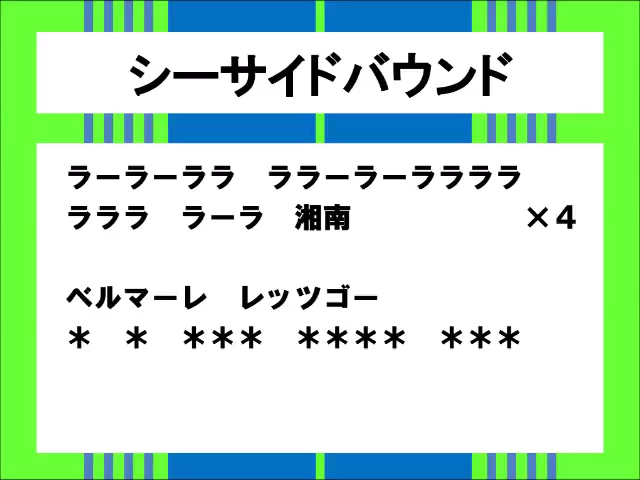 シーサイドバウンド
ラーラーララ　ララーラーララララ
ラララ　ラーラ　湘南　×４
ベルマーレ　レッツゴー
＊　＊　＊＊＊　＊＊＊＊　＊＊＊